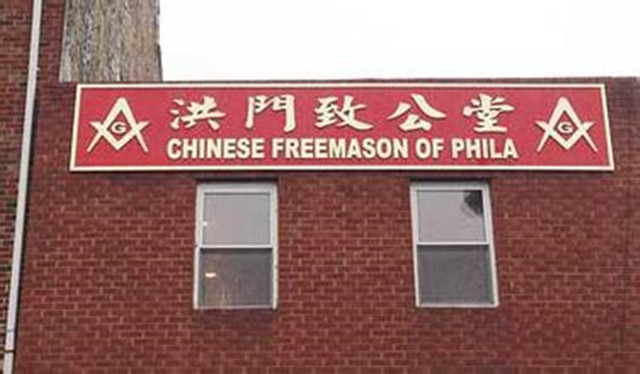 G 洪門致公堂 G
CHINESE FREEMASON OF PHILA